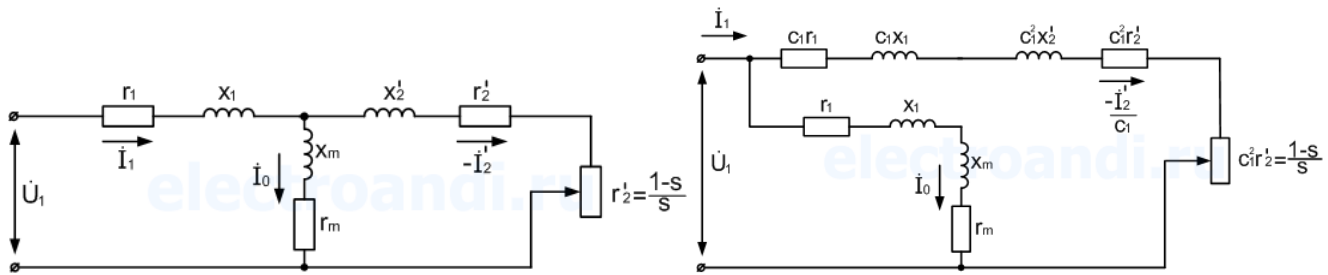 r₁ x₁ x'₂ r'₂
İ₁ -İ'₂
xₘ
İ₀
U̇₁
r'₂=1-s/s
rₘ
electroandi.ru
İ₁
c₁r₁ c₁x₁ c₁²x'₂ c₁²r'₂
-İ'₂/c₁
r₁ x₁
xₘ
İ₀
U̇₁
c₁²r'₂=1-s/s
rₘ
electroandi.ru